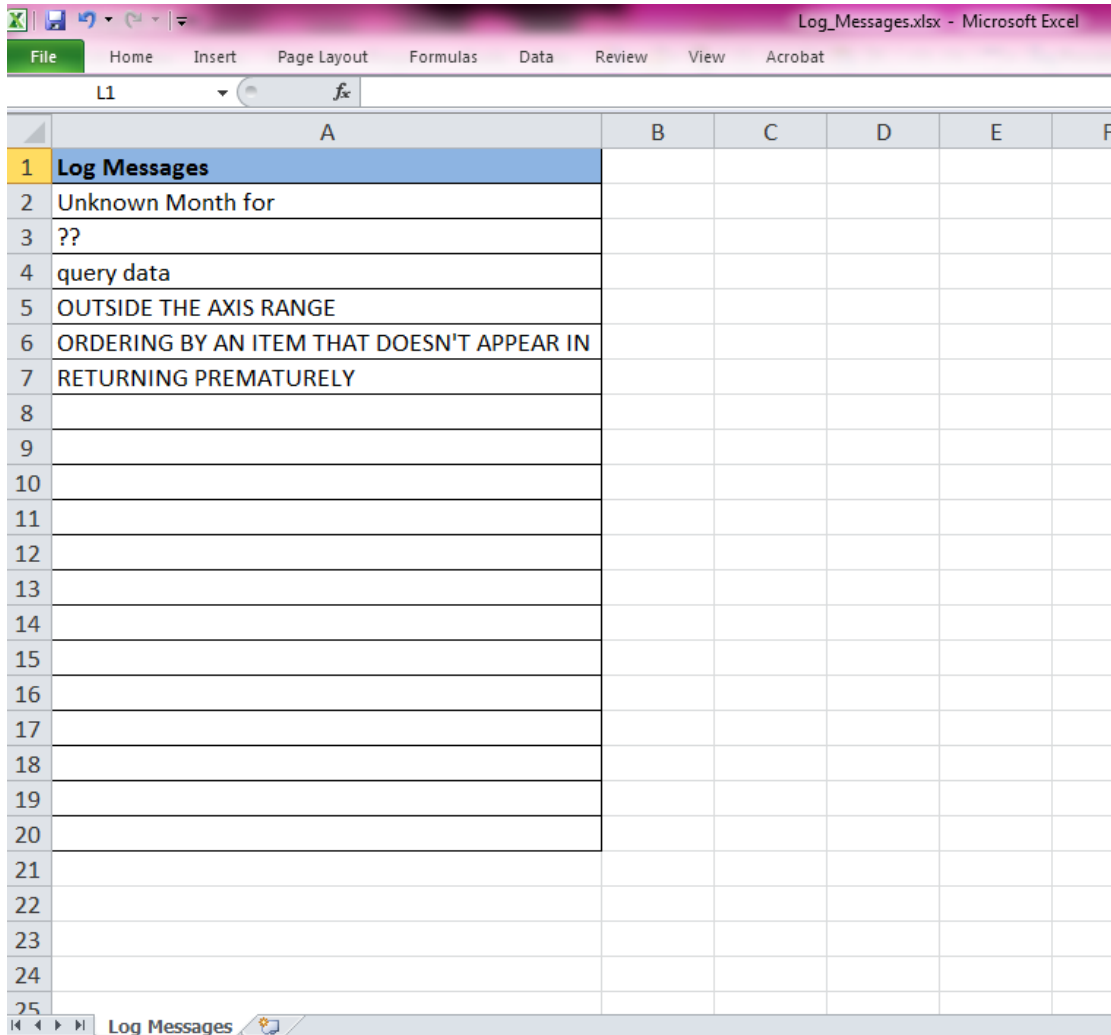 Log_Messages.xlsx - Microsoft Excel
File Home Insert Page Layout Formulas Data Review View Acrobat
L1 fx
A B C D E F
1 Log Messages
2 Unknown Month for
3 ??
4 query data
5 OUTSIDE THE AXIS RANGE
6 ORDERING BY AN ITEM THAT DOESN'T APPEAR IN
7 RETURNING PREMATURELY
8
9
10
11
12
13
14
15
16
17
18
19
20
21
22
23
24
25
Log Messages